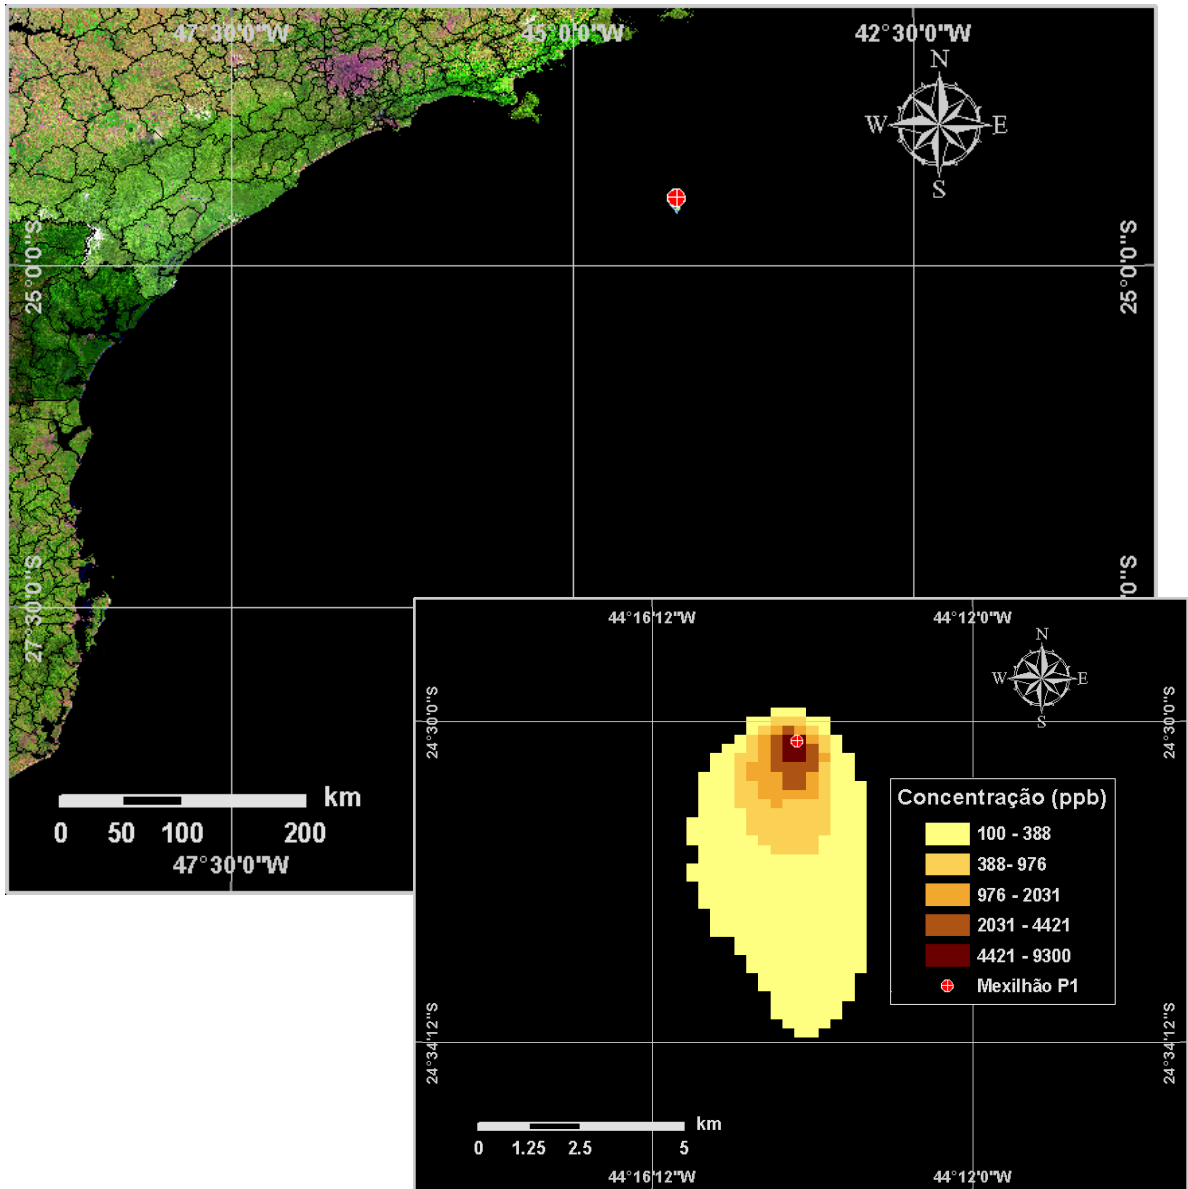 47°30'0"W
45°0'0"W
42°30'0"W
N
W
E
S
25°0'0"S
25°0'0"S
27°30'0"S
0"S
km
0
50
100
200
47°30'0"W
44°16'12"W
44°12'0"W
N
W
E
S
24°30'0"S
24°30'0"S
Concentração (ppb)
100 - 388
388- 976
976 - 2031
2031 - 4421
4421 - 9300
Mexilhão P1
24°34'12"S
24°34'12"S
km
0
1.25
2.5
5
44°16'12"W
44°12'0"W